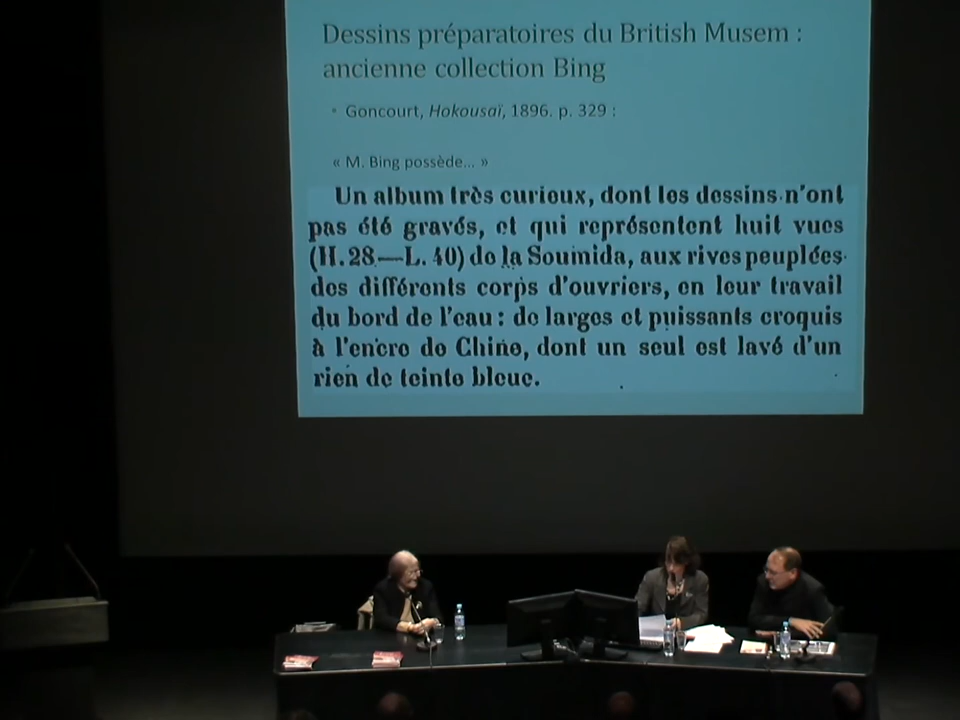 Dessins préparatoires du British Musem :
ancienne collection Bing
• Goncourt, Hokousaï, 1896. p. 329 :
« M. Bing possède... »
Un album très curieux, dont les dessins n'ont
pas été gravés, et qui représentent huit vues
(H. 28.—L. 40) de la Soumida, aux rives peuplées
des différents corps d'ouvriers, en leur travail
du bord de l'eau : de larges et puissants croquis
à l'encre de Chine, dont un seul est lavé d'un
rien de teinte bleue.